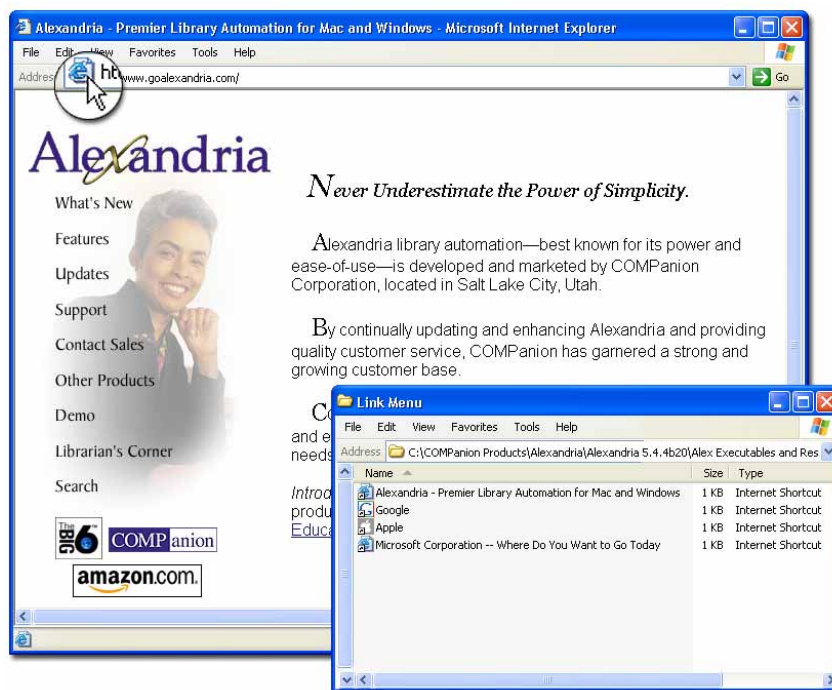 Alexandria - Premier Library Automation for Mac and Windows - Microsoft Internet Explorer
File Edit View Favorites Tools Help
www.goalexandria.com/
Go
Alexandria
What's New
Features
Updates
Support
Contact Sales
Other Products
Demo
Librarian's Corner
Search
The BIG 6
COMPanion
amazon.com.
Never Underestimate the Power of Simplicity.
Alexandria library automation—best known for its power and
ease-of-use—is developed and marketed by COMPanion
Corporation, located in Salt Lake City, Utah.
By continually updating and enhancing Alexandria and providing
quality customer service, COMPanion has garnered a strong and
growing customer base.
and
needs
Link Menu
File Edit View Favorites Tools Help
Address C:\COMPanion Products\Alexandria\Alexandria 5.4.4b20\Alex Executables and Res
Name Size Type
Alexandria - Premier Library Automation for Mac and Windows 1 KB Internet Shortcut
Google 1 KB Internet Shortcut
Apple 1 KB Internet Shortcut
Microsoft Corporation -- Where Do You Want to Go Today 1 KB Internet Shortcut